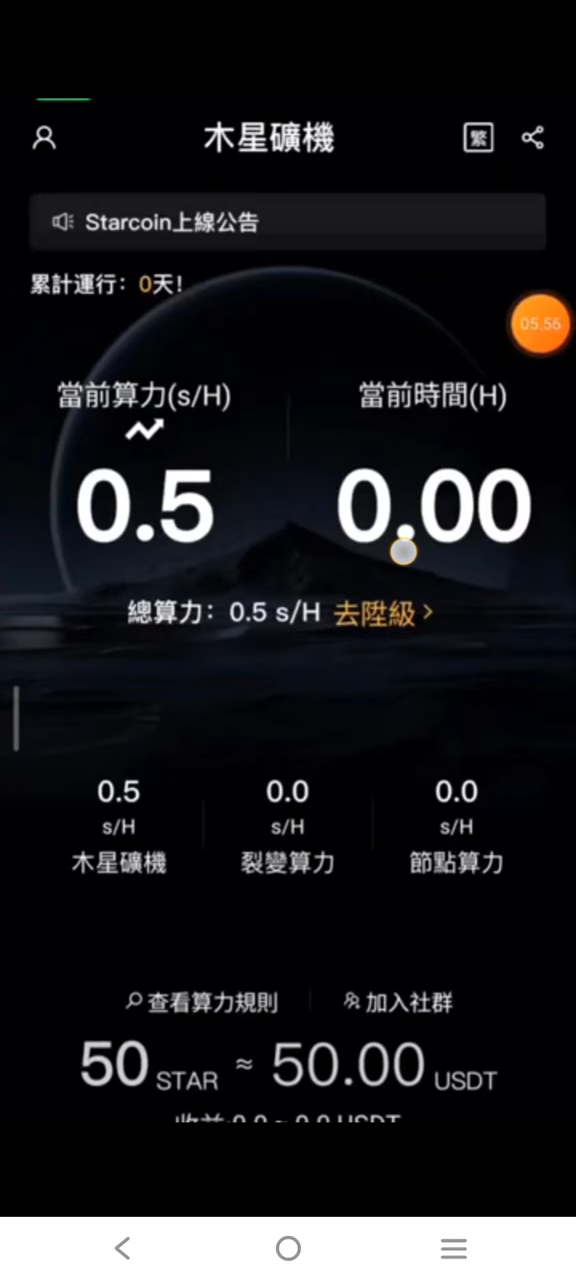 木星礦機
繁
Starcoin上線公告
累計運行：0天!
05:56
當前算力(s/H)
當前時間(H)
0.5
0.00
總算力：0.5 s/H 去陞級 >
0.5
0.0
0.0
s/H
s/H
s/H
木星礦機
裂變算力
節點算力
查看算力規則
加入社群
50 STAR ≈ 50.00 USDT